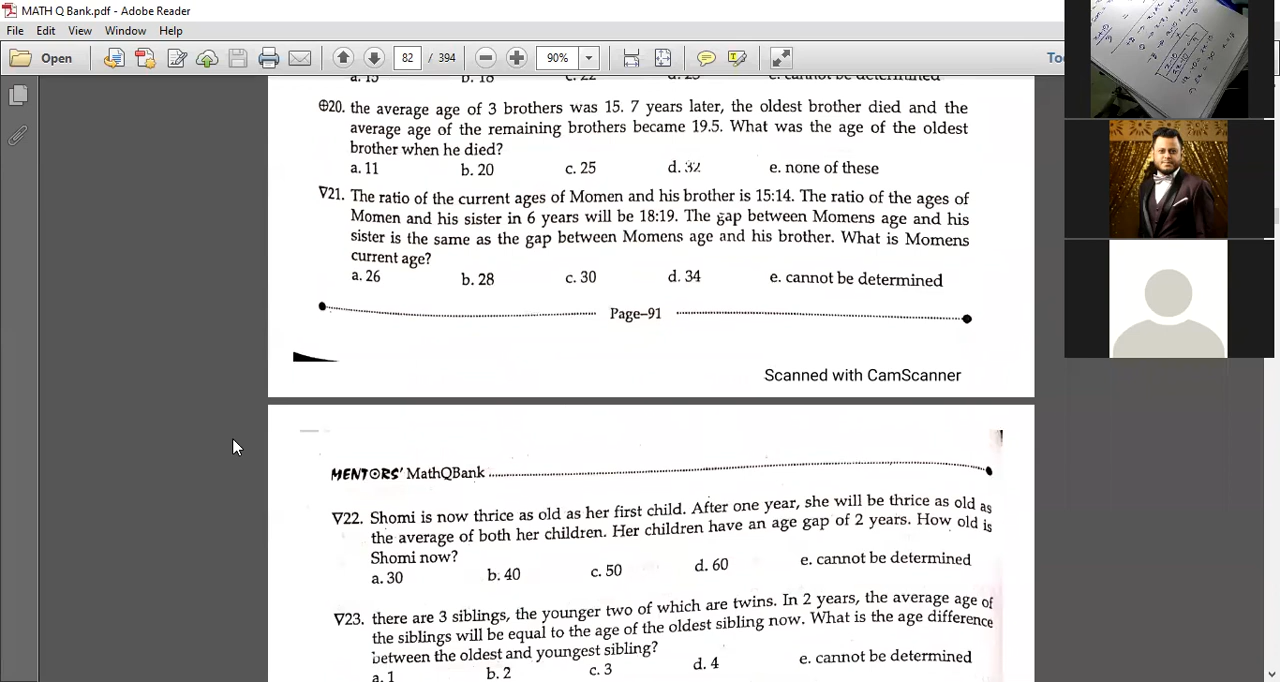 MATH Q Bank.pdf - Adobe Reader
File Edit View Window Help
Open 82 / 394 90%
a. 15 b. 18 c. 22 e. cannot be determined
⊕20. the average age of 3 brothers was 15. 7 years later, the oldest brother died and the
average age of the remaining brothers became 19.5. What was the age of the oldest
brother when he died?
a. 11 b. 20 c. 25 d. e. none of these
∇21. The ratio of the current ages of Momen and his brother is 15:14. The ratio of the ages of
Momen and his sister in 6 years will be 18:19. The gap between Momens age and his
sister is the same as the gap between Momens age and his brother. What is Momens
current age?
a. 26 b. 28 c. 30 d. 34 e. cannot be determined
Page–91
Scanned with CamScanner
MENTORS' MathQBank
∇22. Shomi is now thrice as old as her first child. After one year, she will be thrice as old as
the average of both her children. Her children have an age gap of 2 years. How old is
Shomi now?
a. 30 b. 40 c. 50 d. 60 e. cannot be determined
∇23. there are 3 siblings, the younger two of which are twins. In 2 years, the average age of
the siblings will be equal to the age of the oldest sibling now. What is the age difference
between the oldest and youngest sibling?
a. 1 b. 2 c. 3 d. 4 e. cannot be determined